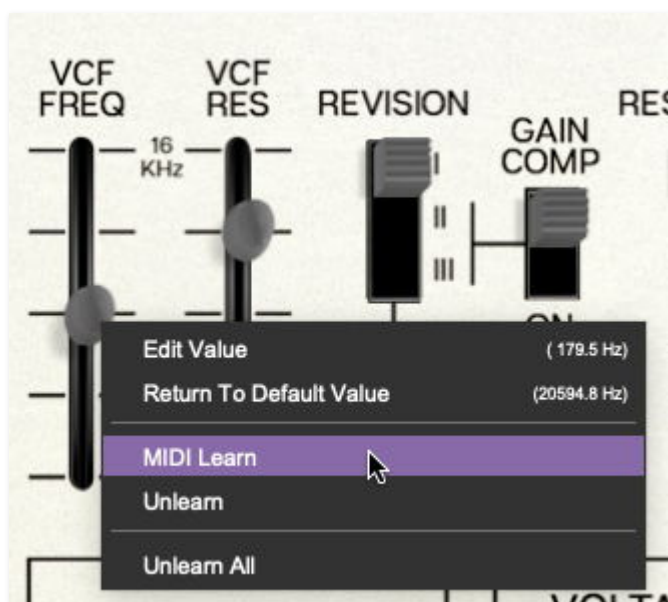 VCF
FREQ
VCF
RES
REVISION
GAIN
COMP
RES
16
KHz
I
II
III
ON
Edit Value (179.5 Hz)
Return To Default Value (20594.8 Hz)
MIDI Learn
Unlearn
Unlearn All